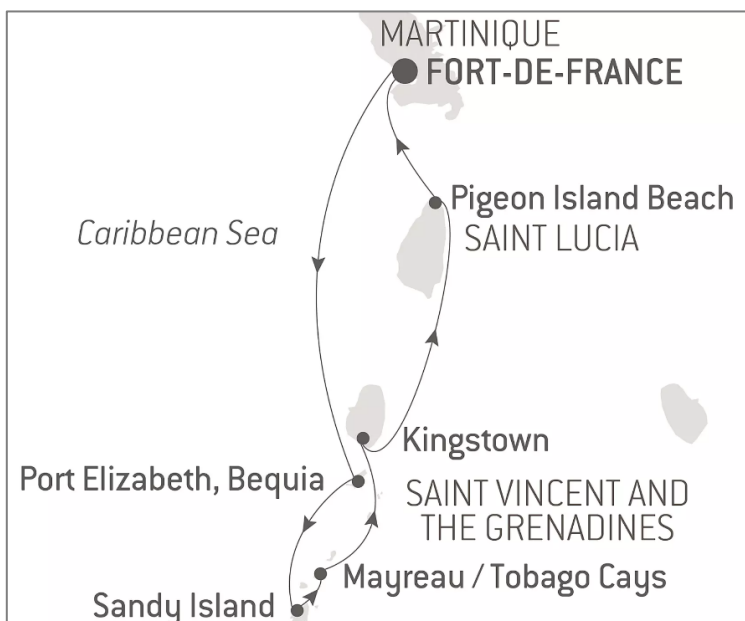 MARTINIQUE
FORT-DE-FRANCE
Pigeon Island Beach
SAINT LUCIA
Caribbean Sea
Kingstown
Port Elizabeth, Bequia
SAINT VINCENT AND
THE GRENADINES
Mayreau / Tobago Cays
Sandy Island